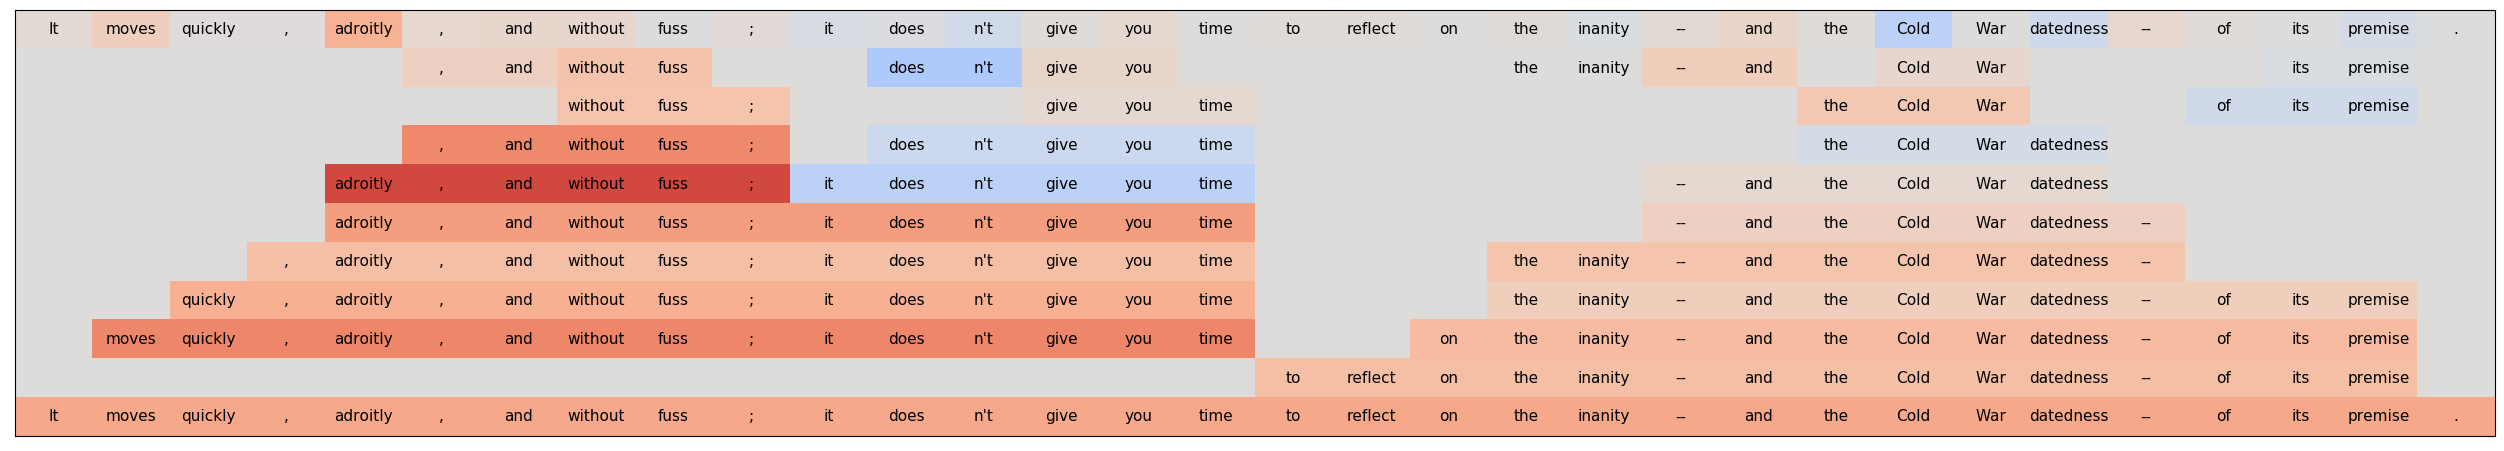 It moves quickly , adroitly , and without fuss ; it does n't give you time to reflect on the inanity -- and the Cold War datedness -- of its premise .
, and without fuss does n't give you the inanity -- and Cold War its premise
without fuss ; give you time the Cold War of its premise
, and without fuss ; does n't give you time the Cold War datedness
adroitly , and without fuss ; it does n't give you time -- and the Cold War datedness
adroitly , and without fuss ; it does n't give you time -- and the Cold War datedness --
, adroitly , and without fuss ; it does n't give you time the inanity -- and the Cold War datedness --
quickly , adroitly , and without fuss ; it does n't give you time the inanity -- and the Cold War datedness -- of its premise
moves quickly , adroitly , and without fuss ; it does n't give you time on the inanity -- and the Cold War datedness -- of its premise
to reflect on the inanity -- and the Cold War datedness -- of its premise
It moves quickly , adroitly , and without fuss ; it does n't give you time to reflect on the inanity -- and the Cold War datedness -- of its premise .